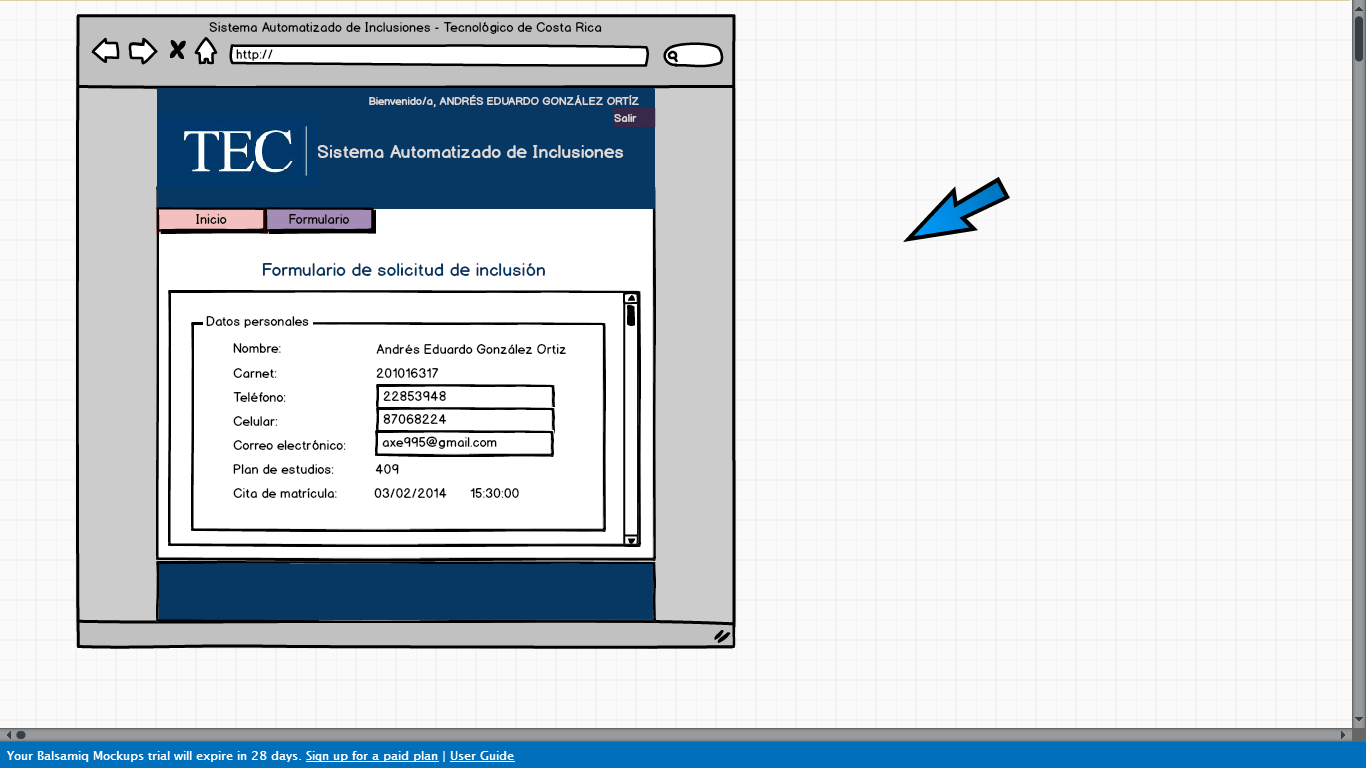 Sistema Automatizado de Inclusiones - Tecnológico de Costa Rica
http://
Bienvenido/a, ANDRÉS EDUARDO GONZÁLEZ ORTÍZ
Salir
TEC Sistema Automatizado de Inclusiones
Inicio Formulario
Formulario de solicitud de inclusión
Datos personales
Nombre: Andrés Eduardo González Ortiz
Carnet: 201016317
Teléfono: 22853948
Celular: 87068224
Correo electrónico: axe995@gmail.com
Plan de estudios: 409
Cita de matrícula: 03/02/2014 15:30:00
Your Balsamiq Mockups trial will expire in 28 days. Sign up for a paid plan | User Guide